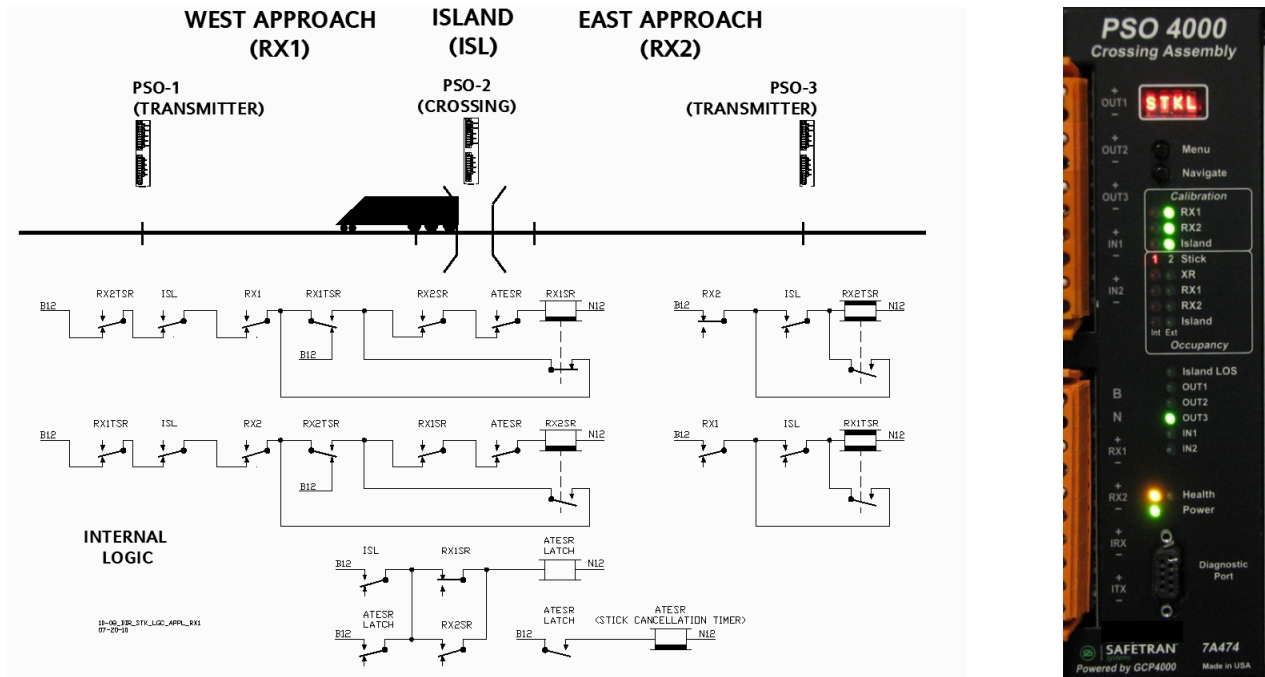 WEST APPROACH
(RX1)
ISLAND
(ISL)
EAST APPROACH
(RX2)
PSO-1
(TRANSMITTER)
PSO-2
(CROSSING)
PSO-3
(TRANSMITTER)
B12 RX2TSR ISL RX1 RX1TSR RX2SR ATESR RX1SR N12
B12
RX2 ISL RX2TSR
B12 N12
RX1TSR ISL RX2 RX2TSR RX1SR ATESR RX2SR
B12 N12
B12
RX1 ISL RX1TSR
B12 N12
INTERNAL
LOGIC
ISL RX1SR ATESR
LATCH
B12 N12
ATESR
LATCH
B12 RX2SR
ATESR
LATCH
B12
ATESR
(STICK CANCELLATION TIMER)
N12
07-20-10
PSO 4000
Crossing Assembly
+
OUT1
-
STKL
+
OUT2
-
Menu
Navigate
+
OUT3
-
Calibration
RX1
RX2
Island
+
IN1
-
1 2 Stick
XR
RX1
RX2
Island
Int Ext
Occupancy
+
IN2
-
Island LOS
OUT1
OUT2
OUT3
IN1
IN2
B
N
+
RX1
-
+
RX2
-
Health
Power
+
IRX
-
Diagnostic
Port
+
ITX
-
SAFETRAN
systems
7A474
Powered by GCP4000
Made in USA